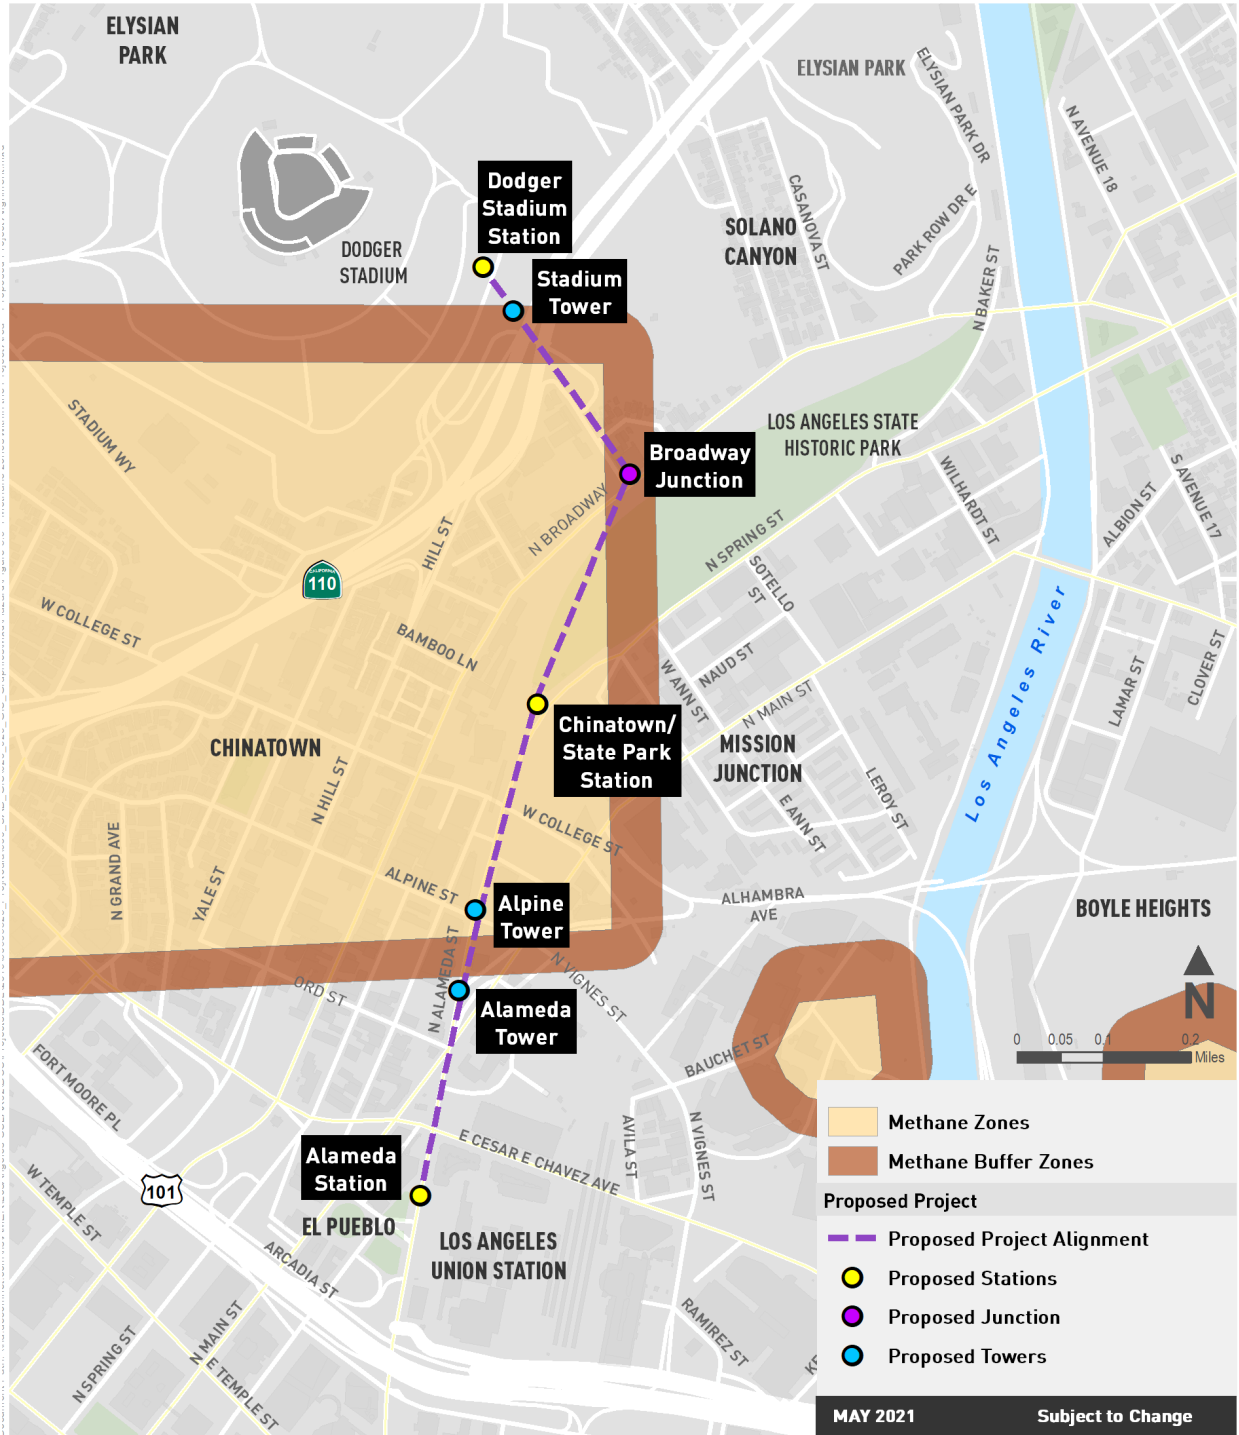 ELYSIAN
PARK
ELYSIAN PARK
ELYSIAN PARK DR
N AVENUE 18
Dodger
Stadium
Station
CASANOVA ST
SOLANO
CANYON
PARK ROW DR E
N BAKER ST
DODGER
STADIUM
Stadium
Tower
STADIUM WY
LOS ANGELES STATE
HISTORIC PARK
Broadway
Junction
WILHARDT ST
S AVENUE 17
ALBION ST
N BROADWAY
HILL ST
N SPRING ST
CALIFORNIA
110
SOTELLO
ST
W COLLEGE ST
BAMBOO LN
NAUD ST
W ANN ST
N MAIN ST
CLOVER ST
LAMAR ST
Los Angeles River
Chinatown/
State Park
Station
CHINATOWN
MISSION
JUNCTION
N HILL ST
LEROY ST
E ANN ST
W COLLEGE ST
N GRAND AVE
YALE ST
ALPINE ST
Alpine
Tower
ALHAMBRA
AVE
BOYLE HEIGHTS
N ALAMEDA ST
ORD ST
N VIGNES ST
Alameda
Tower
N
0 0.05 0.1 0.2
Miles
BAUCHET ST
FORT MOORE PL
AVILA ST
N VIGNES ST
E CESAR E CHAVEZ AVE
Alameda
Station
101
W TEMPLE ST
EL PUEBLO
LOS ANGELES
UNION STATION
ARCADIA ST
N MAIN ST
N SPRING ST
E TEMPLE ST
RAMIREZ ST
KE
Methane Zones
Methane Buffer Zones
Proposed Project
Proposed Project Alignment
Proposed Stations
Proposed Junction
Proposed Towers
MAY 2021 Subject to Change